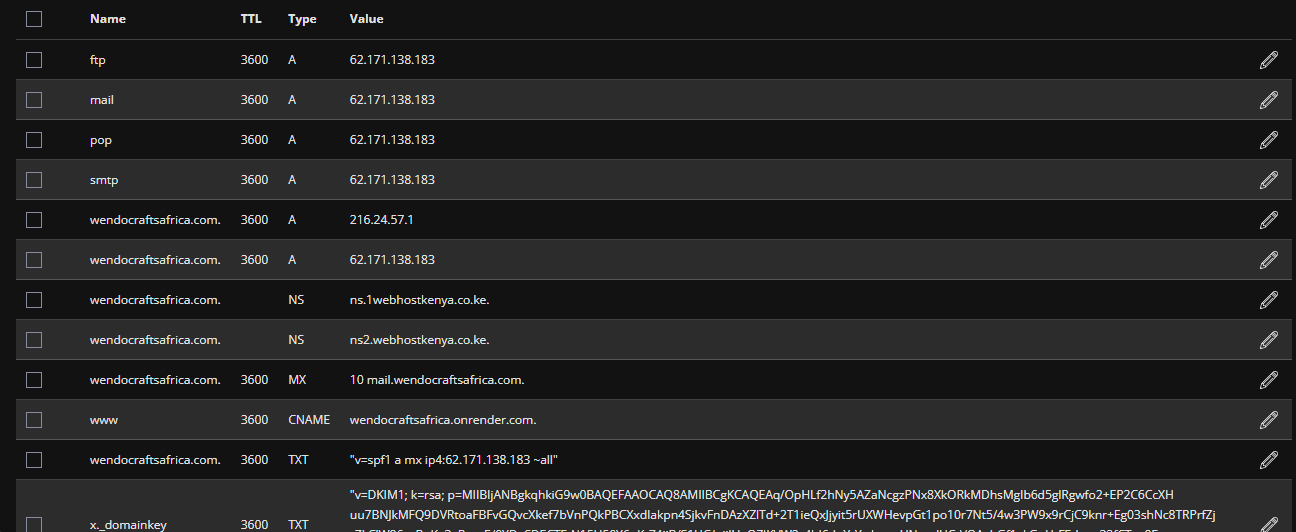 Name TTL Type Value
ftp 3600 A 62.171.138.183
mail 3600 A 62.171.138.183
pop 3600 A 62.171.138.183
smtp 3600 A 62.171.138.183
wendocraftsafrica.com. 3600 A 216.24.57.1
wendocraftsafrica.com. 3600 A 62.171.138.183
wendocraftsafrica.com. NS ns.1webhostkenya.co.ke.
wendocraftsafrica.com. NS ns2.webhostkenya.co.ke.
wendocraftsafrica.com. 3600 MX 10 mail.wendocraftsafrica.com.
www 3600 CNAME wendocraftsafrica.onrender.com.
wendocraftsafrica.com. 3600 TXT "v=spf1 a mx ip4:62.171.138.183 ~all"
"v=DKIM1; k=rsa; p=MIIBIjANBgkqhkiG9w0BAQEFAAOCAQ8AMIIBCgKCAQEAq/OpHLf2hNy5AZaNcgzPNx8XkORkMDhsMgIb6d5glRgwfo2+EP2C6CcXH
uu7BNJkMFQ9DVRtoaFBFvGQvcXkef7bVnPQkPBCXxdIakpn4SjkvFnDAzXZITd+2T1ieQxJjyit5rUXWHevpGt1po10r7Nt5/4w3PW9x9rCjC9knr+Eg03shNc8TRPrfZj
x._domainkey 3600 TXT